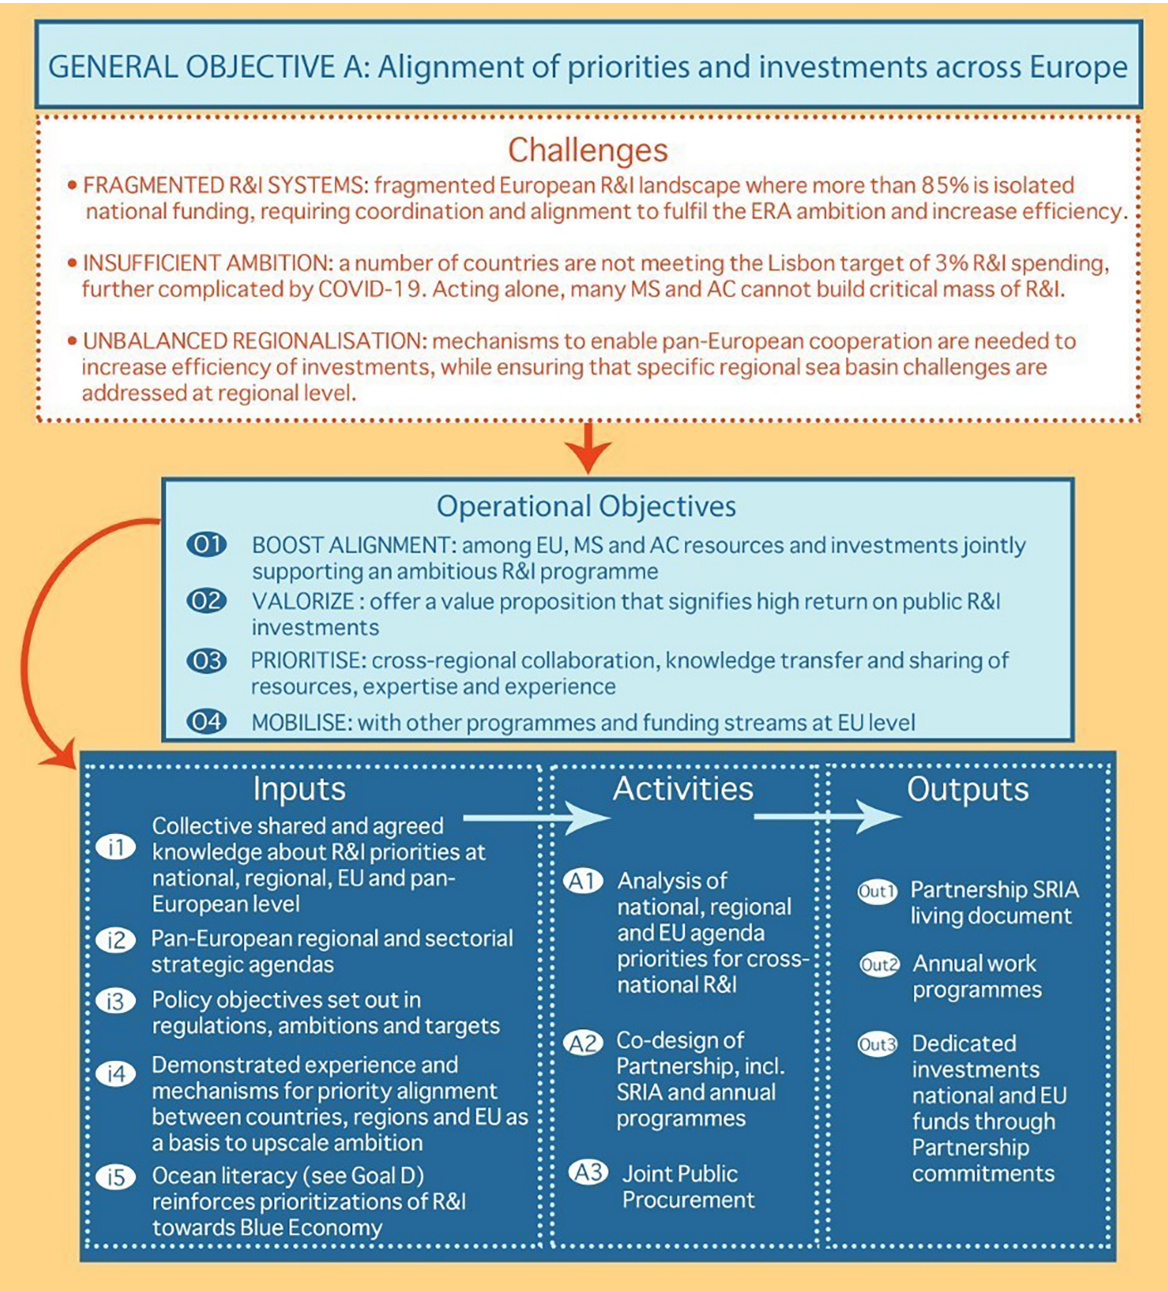 GENERAL OBJECTIVE A: Alignment of priorities and investments across Europe
Challenges
• FRAGMENTED R&I SYSTEMS: fragmented European R&I landscape where more than 85% is isolated
national funding, requiring coordination and alignment to fulfil the ERA ambition and increase efficiency.
• INSUFFICIENT AMBITION: a number of countries are not meeting the Lisbon target of 3% R&I spending,
further complicated by COVID-19. Acting alone, many MS and AC cannot build critical mass of R&I.
• UNBALANCED REGIONALISATION: mechanisms to enable pan-European cooperation are needed to
increase efficiency of investments, while ensuring that specific regional sea basin challenges are
addressed at regional level.
Operational Objectives
O1 BOOST ALIGNMENT: among EU, MS and AC resources and investments jointly
supporting an ambitious R&I programme
O2 VALORIZE : offer a value proposition that signifies high return on public R&I
investments
O3 PRIORITISE: cross-regional collaboration, knowledge transfer and sharing of
resources, expertise and experience
O4 MOBILISE: with other programmes and funding streams at EU level
Inputs
i1 Collective shared and agreed
knowledge about R&I priorities at
national, regional, EU and pan-
European level
i2 Pan-European regional and sectorial
strategic agendas
i3 Policy objectives set out in
regulations, ambitions and targets
i4 Demonstrated experience and
mechanisms for priority alignment
between countries, regions and EU as
a basis to upscale ambition
i5 Ocean literacy (see Goal D)
reinforces prioritizations of R&I
towards Blue Economy
Activities
A1 Analysis of
national, regional
and EU agenda
priorities for cross-
national R&I
A2 Co-design of
Partnership, incl.
SRIA and annual
programmes
A3 Joint Public
Procurement
Outputs
Out1 Partnership SRIA
living document
Out2 Annual work
programmes
Out3 Dedicated
investments
national and EU
funds through
Partnership
commitments